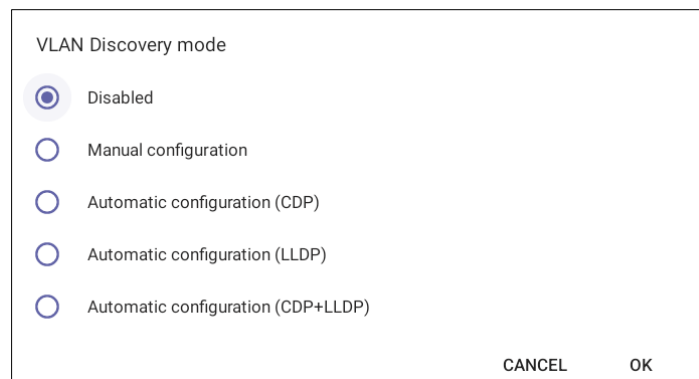 VLAN Discovery mode
Disabled
Manual configuration
Automatic configuration (CDP)
Automatic configuration (LLDP)
Automatic configuration (CDP+LLDP)
CANCEL OK